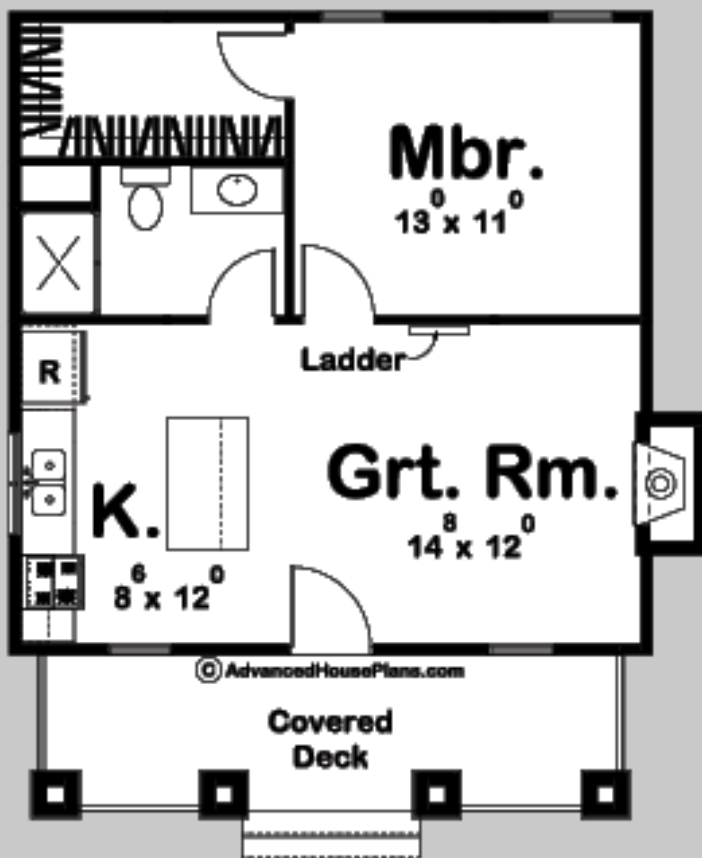 Mbr.
13⁰ x 11⁰
R
Ladder
Grt. Rm.
14⁸ x 12⁰
K.
8⁶ x 12⁰
© AdvancedHousePlans.com
Covered
Deck